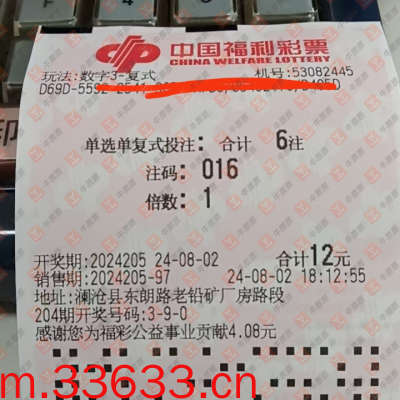 中国福利彩票
CHINA WELFARE LOTTERY
玩法:数字3-复式 机号:53082445
D69D-55S2
单选单复式投注: 合计 6注
注码: 016
倍数: 1
开奖期:2024205 24-08-02 合计12元
销售期:2024205-97 24-08-02 18:12:55
地址:澜沧县东朗路老铅矿厂房路段
204期开奖号码:3-9-0
感谢您为福彩公益事业贡献4.08元
m.33633.cn